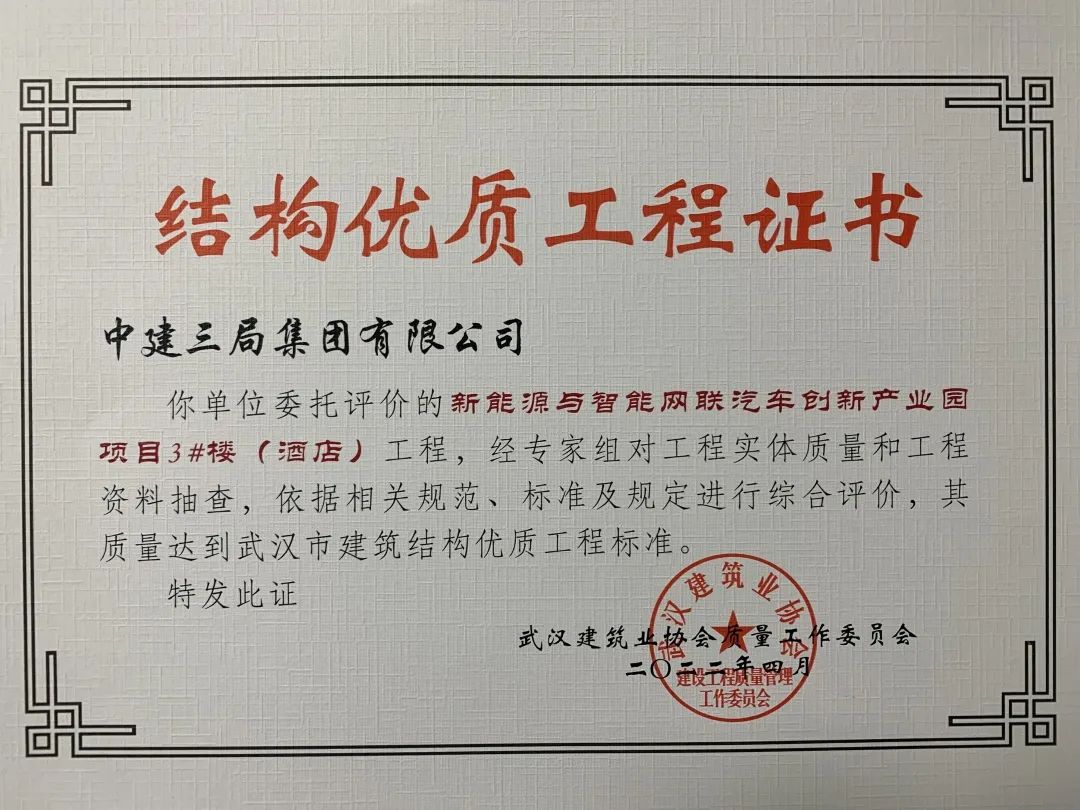 结构优质工程证书
中建三局集团有限公司
你单位委托评价的新能源与智能网联汽车创新产业园
项目3#楼（酒店）工程，经专家组对工程实体质量和工程
资料抽查，依据相关规范、标准及规定进行综合评价，其
质量达到武汉市建筑结构优质工程标准。
特发此证
武汉建筑业协会质量工作委员会
二〇二二年四月
武汉建筑业协会
建设工程质量管理
工作委员会